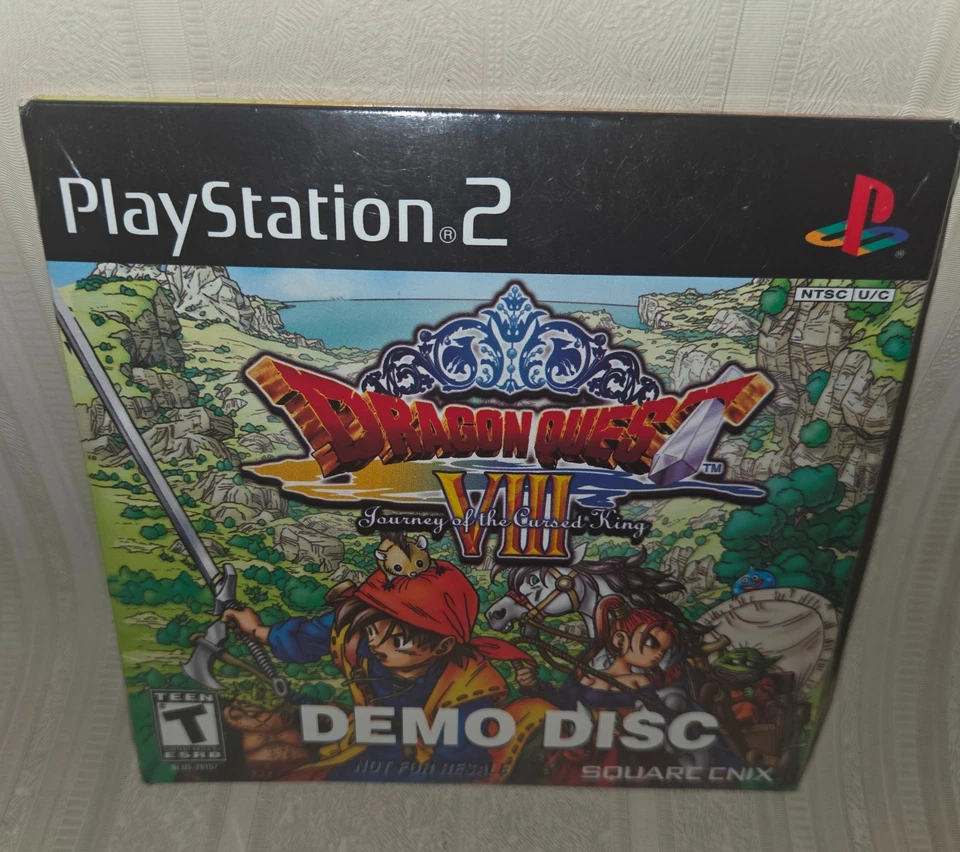 PlayStation®2
NTSC U/C
DRAGON QUEST™
VIII
Journey of the Cursed King
TEEN
T
ESRB
DEMO DISC
NOT FOR RESALE
SQUARE ENIX